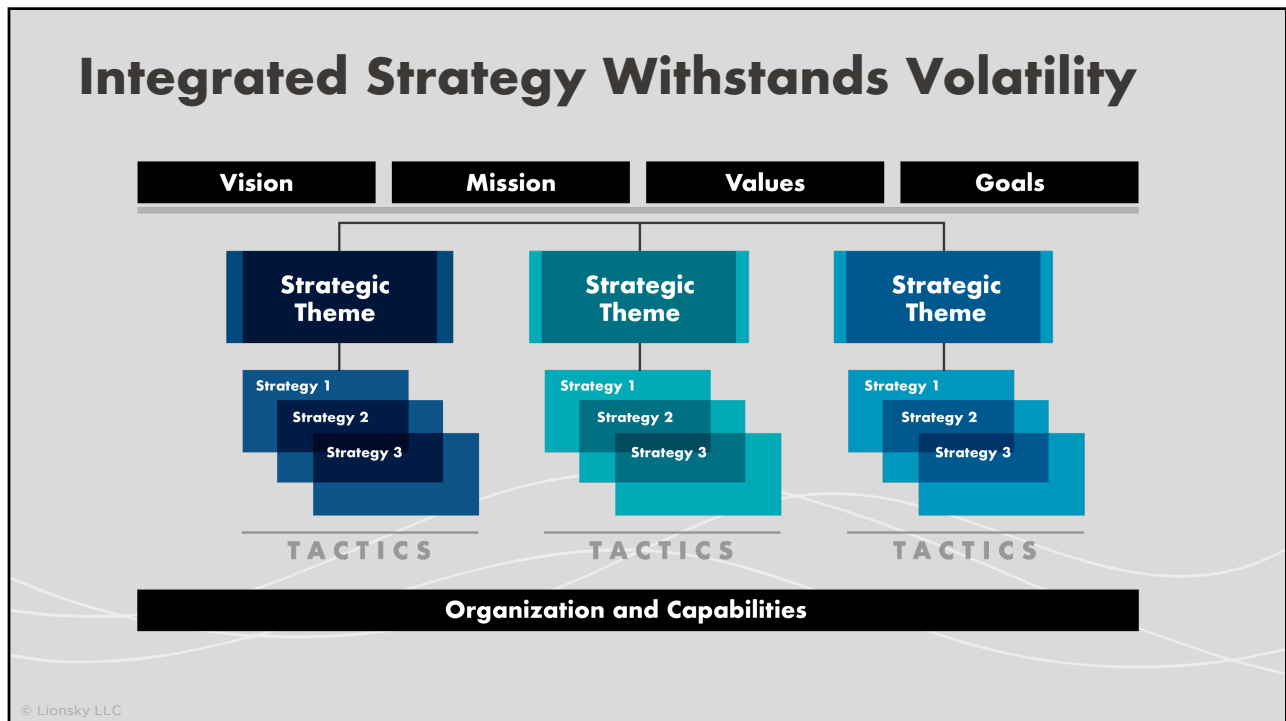 Integrated Strategy Withstands Volatility
Vision
Mission
Values
Goals
Strategic
Theme
Strategic
Theme
Strategic
Theme
Strategy 1
Strategy 2
Strategy 3
Strategy 1
Strategy 2
Strategy 3
Strategy 1
Strategy 2
Strategy 3
TACTICS
TACTICS
TACTICS
Organization and Capabilities
© Lionsky LLC